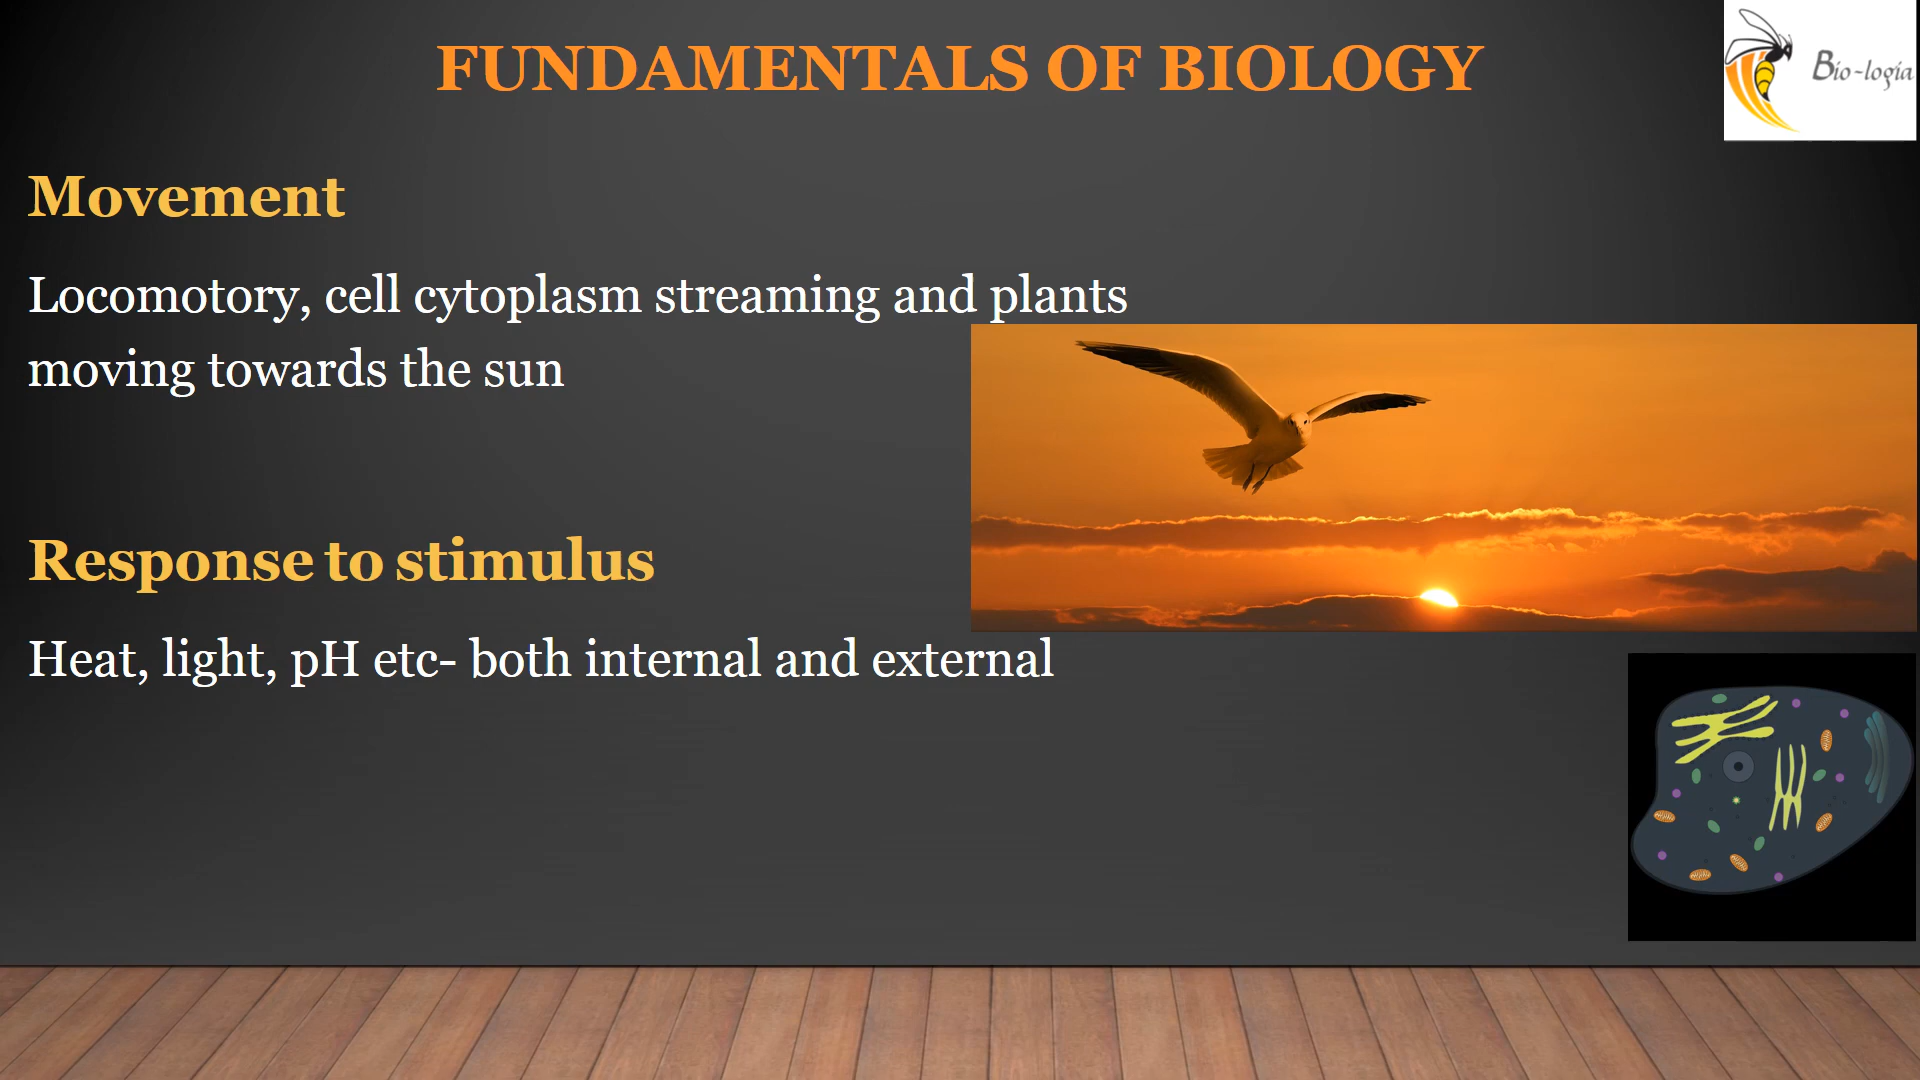 FUNDAMENTALS OF BIOLOGY
Bio-logia
Movement
Locomotory, cell cytoplasm streaming and plants
moving towards the sun
Response to stimulus
Heat, light, pH etc- both internal and external